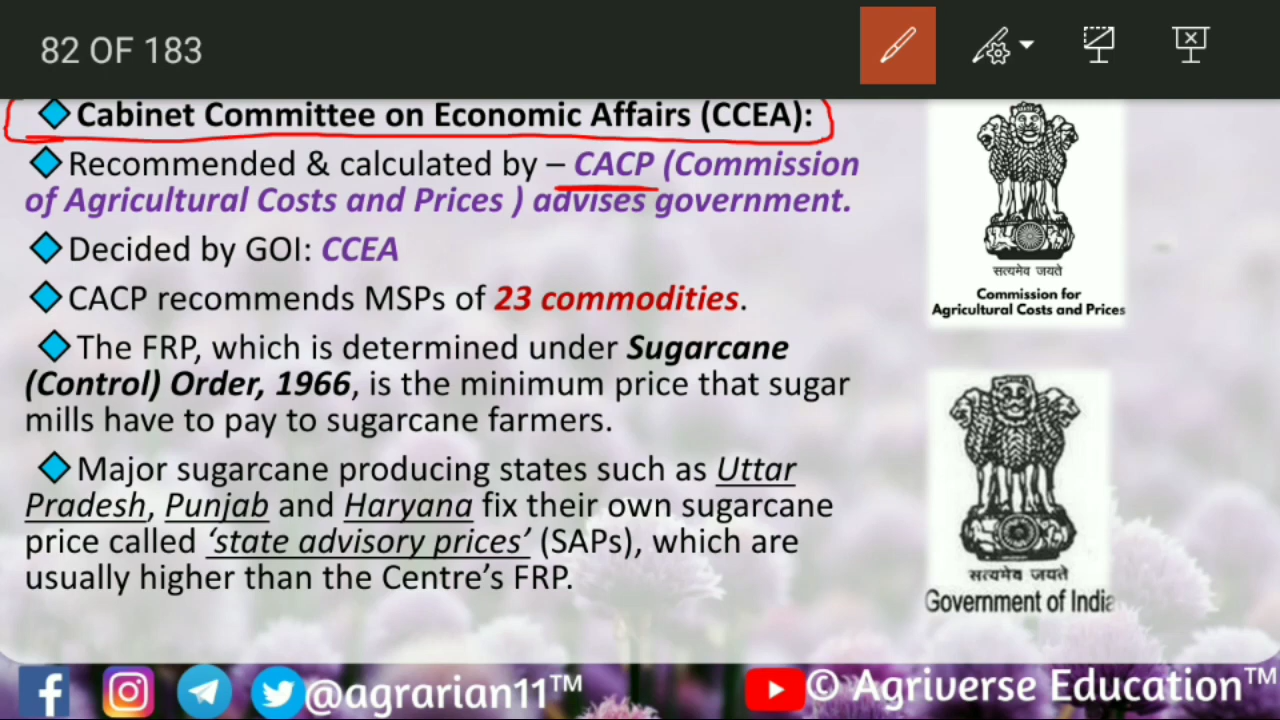 82 OF 183
Cabinet Committee on Economic Affairs (CCEA):
Recommended & calculated by – CACP (Commission
of Agricultural Costs and Prices ) advises government.
Decided by GOI: CCEA
CACP recommends MSPs of 23 commodities.
The FRP, which is determined under Sugarcane
(Control) Order, 1966, is the minimum price that sugar
mills have to pay to sugarcane farmers.
Major sugarcane producing states such as Uttar
Pradesh, Punjab and Haryana fix their own sugarcane
price called ‘state advisory prices’ (SAPs), which are
usually higher than the Centre’s FRP.
सत्यमेव जयते
Commission for
Agricultural Costs and Prices
सत्यमेव जयते
Government of India
@agrarian11™
© Agriverse Education™